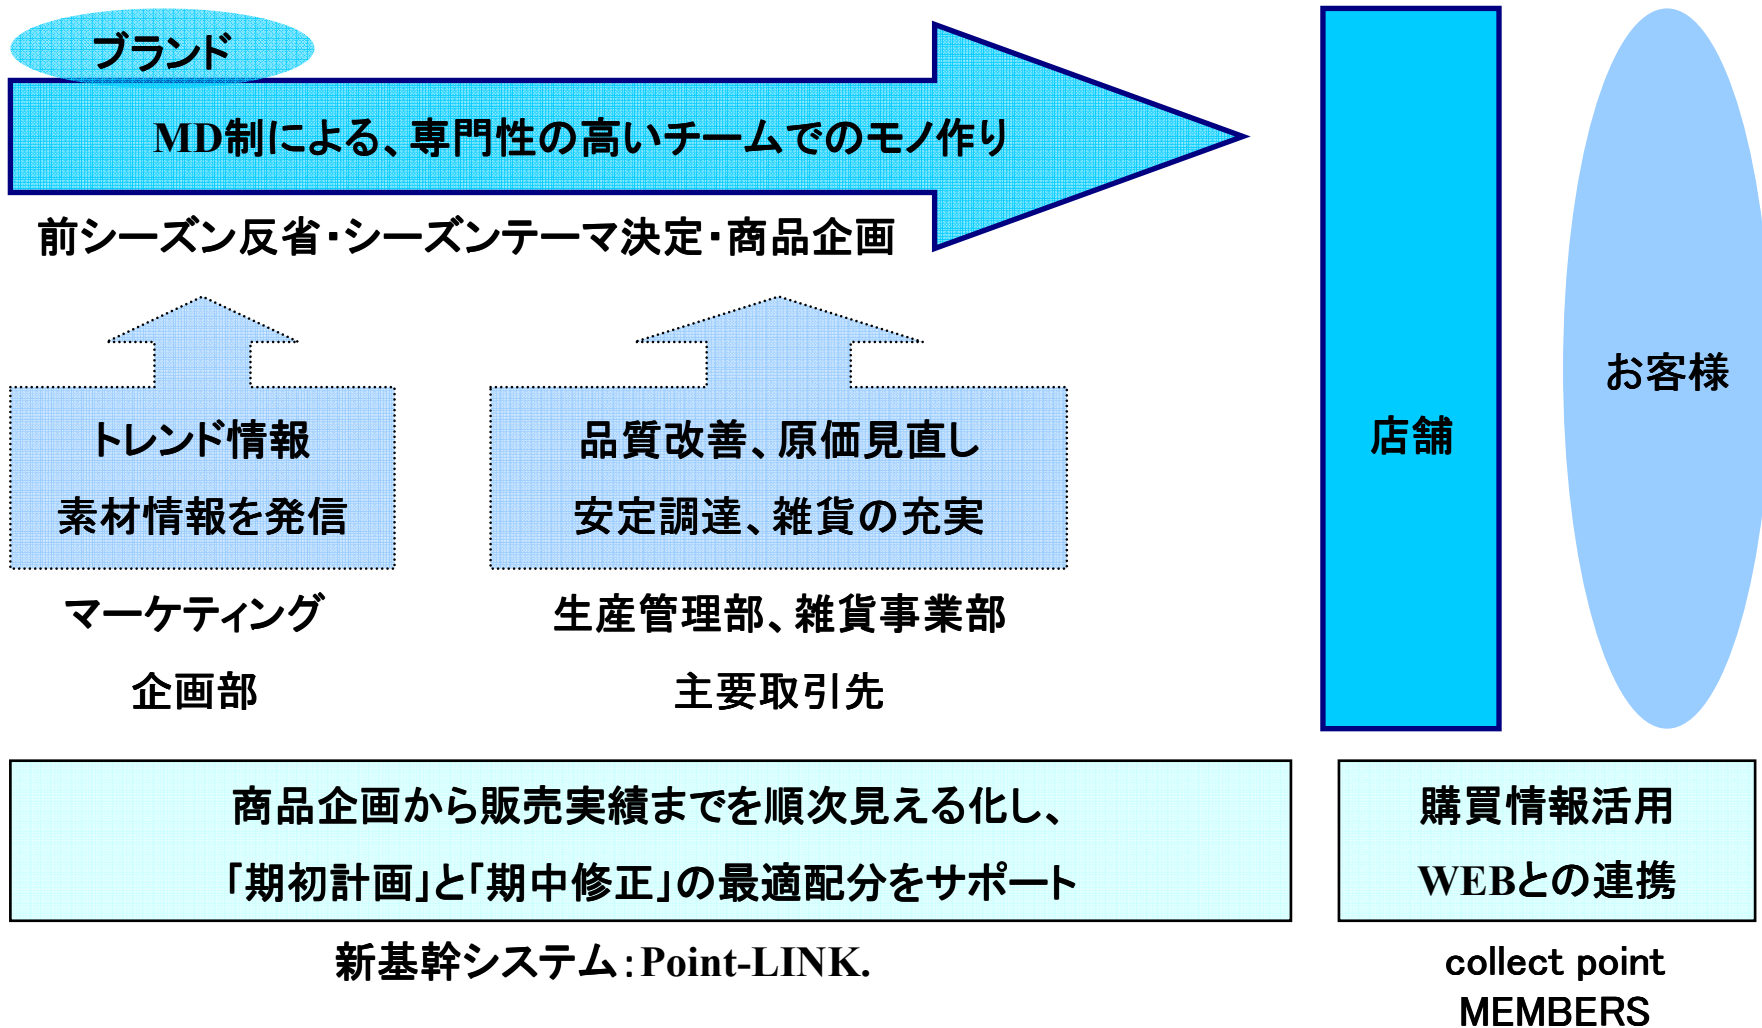 ブランド
MD制による、専門性の高いチームでのモノ作り
前シーズン反省・シーズンテーマ決定・商品企画
トレンド情報
素材情報を発信
マーケティング
企画部
品質改善、原価見直し
安定調達、雑貨の充実
生産管理部、雑貨事業部
主要取引先
店舗
お客様
商品企画から販売実績までを順次見える化し、
「期初計画」と「期中修正」の最適配分をサポート
新基幹システム：Point-LINK.
購買情報活用
WEBとの連携
collect point
MEMBERS